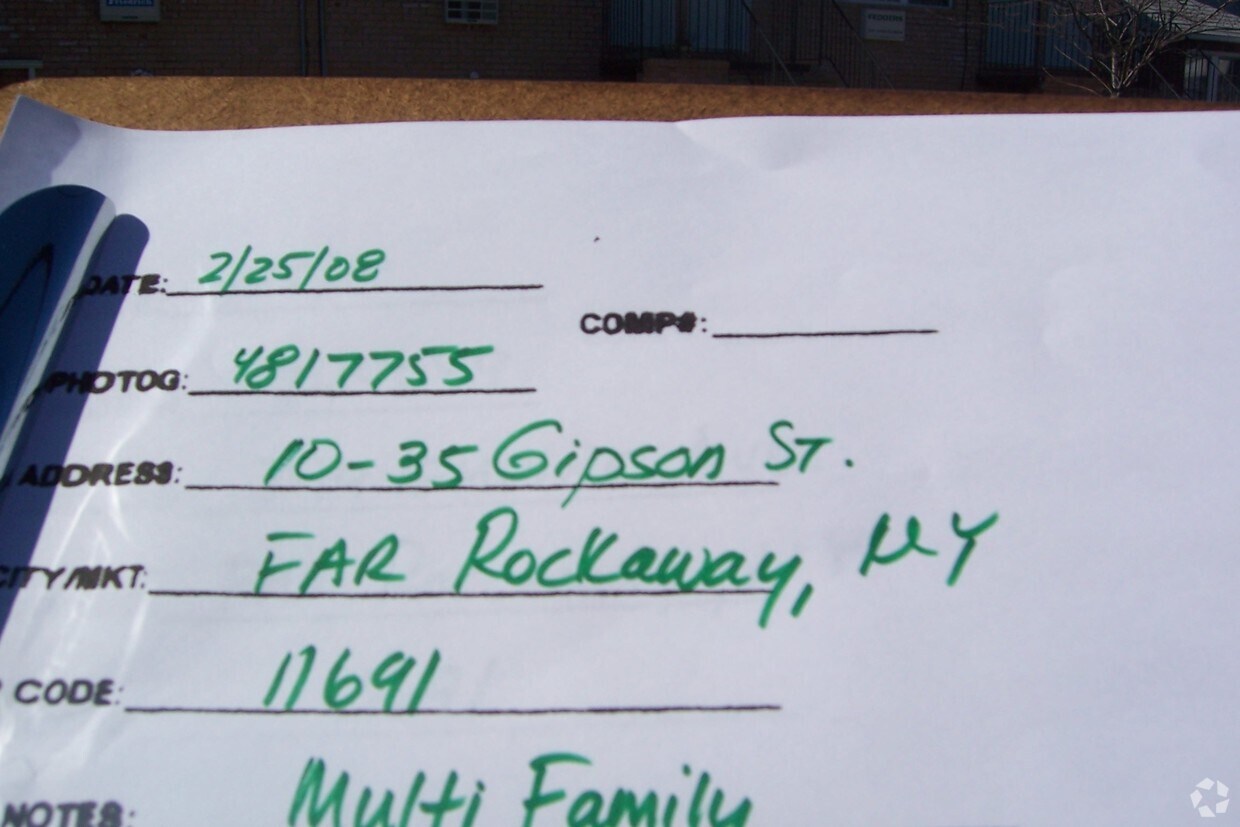 DATE: 2/25/08
COMP#:
PHOTOG: 4817755
ADDRESS: 10-35 Gipson ST.
CITY/MKT: FAR Rockaway, NY
CODE: 11691
NOTES: Multi Family